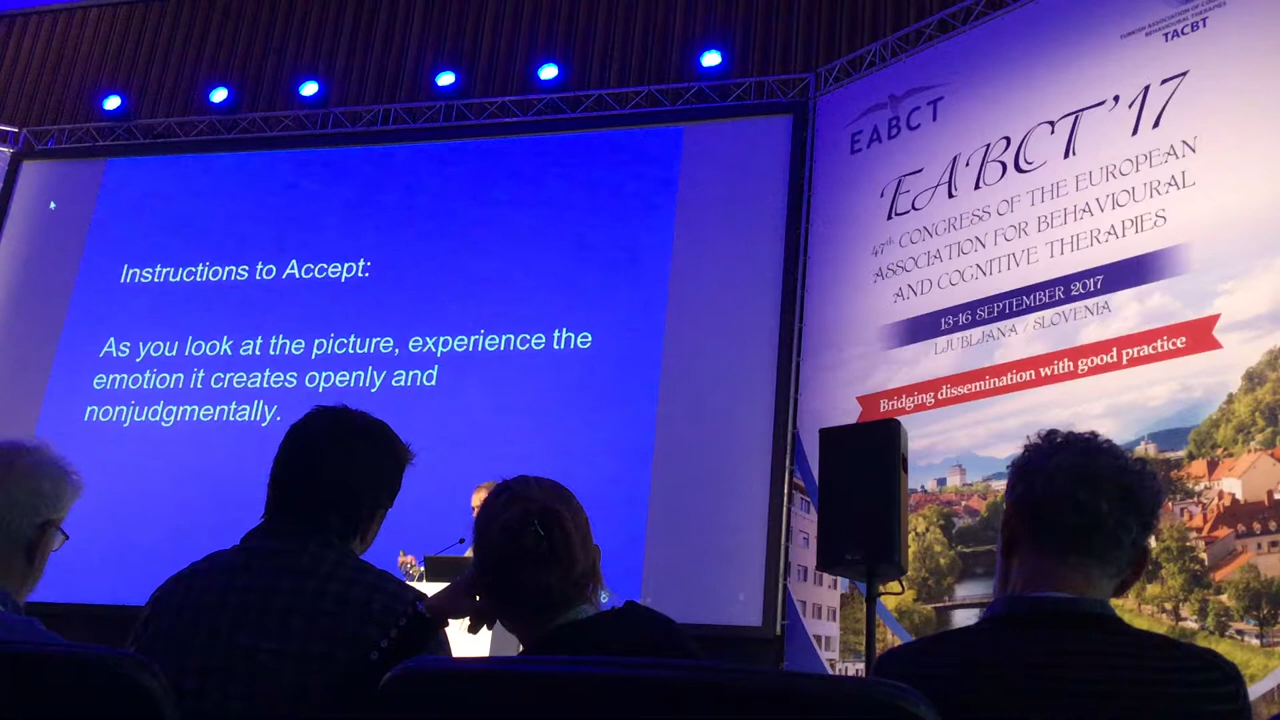 Instructions to Accept:
As you look at the picture, experience the
emotion it creates openly and
nonjudgmentally.
BEHAVIOURAL THERAPIES
TACBT
EABCT
EABCT'17
47th CONGRESS OF THE EUROPEAN
ASSOCIATION FOR BEHAVIOURAL
AND COGNITIVE THERAPIES
13-16 SEPTEMBER 2017
LJUBLJANA / SLOVENIA
Bridging dissemination with good practice